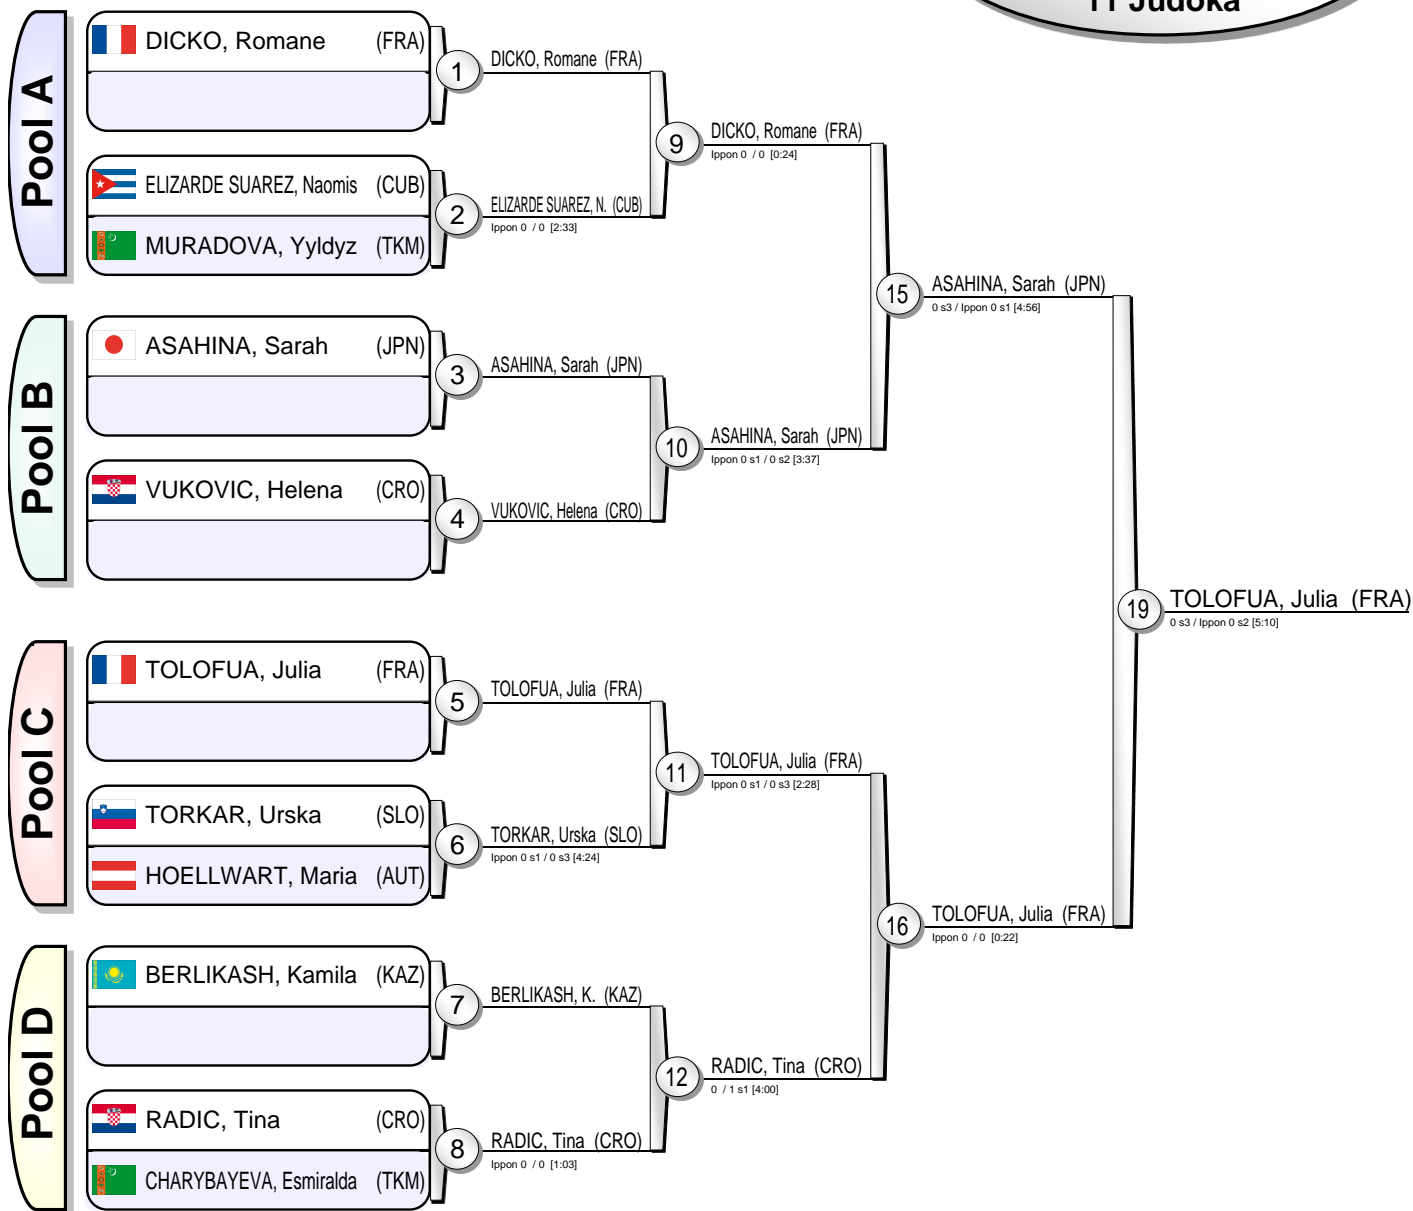 11 Judoka
Pool A
DICKO, Romane (FRA)
1
DICKO, Romane (FRA)
ELIZARDE SUAREZ, Naomis (CUB)
MURADOVA, Yyldyz (TKM)
2
ELIZARDE SUAREZ, N. (CUB)
Ippon 0 / 0 [2:33]
9
DICKO, Romane (FRA)
Ippon 0 / 0 [0:24]
Pool B
ASAHINA, Sarah (JPN)
3
ASAHINA, Sarah (JPN)
VUKOVIC, Helena (CRO)
4
VUKOVIC, Helena (CRO)
10
ASAHINA, Sarah (JPN)
Ippon 0 s1 / 0 s2 [3:37]
15
ASAHINA, Sarah (JPN)
0 s3 / Ippon 0 s1 [4:56]
Pool C
TOLOFUA, Julia (FRA)
5
TOLOFUA, Julia (FRA)
TORKAR, Urska (SLO)
HOELLWART, Maria (AUT)
6
TORKAR, Urska (SLO)
Ippon 0 s1 / 0 s3 [4:24]
11
TOLOFUA, Julia (FRA)
Ippon 0 s1 / 0 s3 [2:28]
Pool D
BERLIKASH, Kamila (KAZ)
7
BERLIKASH, K. (KAZ)
RADIC, Tina (CRO)
CHARYBAYEVA, Esmiralda (TKM)
8
RADIC, Tina (CRO)
Ippon 0 / 0 [1:03]
12
RADIC, Tina (CRO)
0 / 1 s1 [4:00]
16
TOLOFUA, Julia (FRA)
Ippon 0 / 0 [0:22]
19
TOLOFUA, Julia (FRA)
0 s3 / Ippon 0 s2 [5:10]